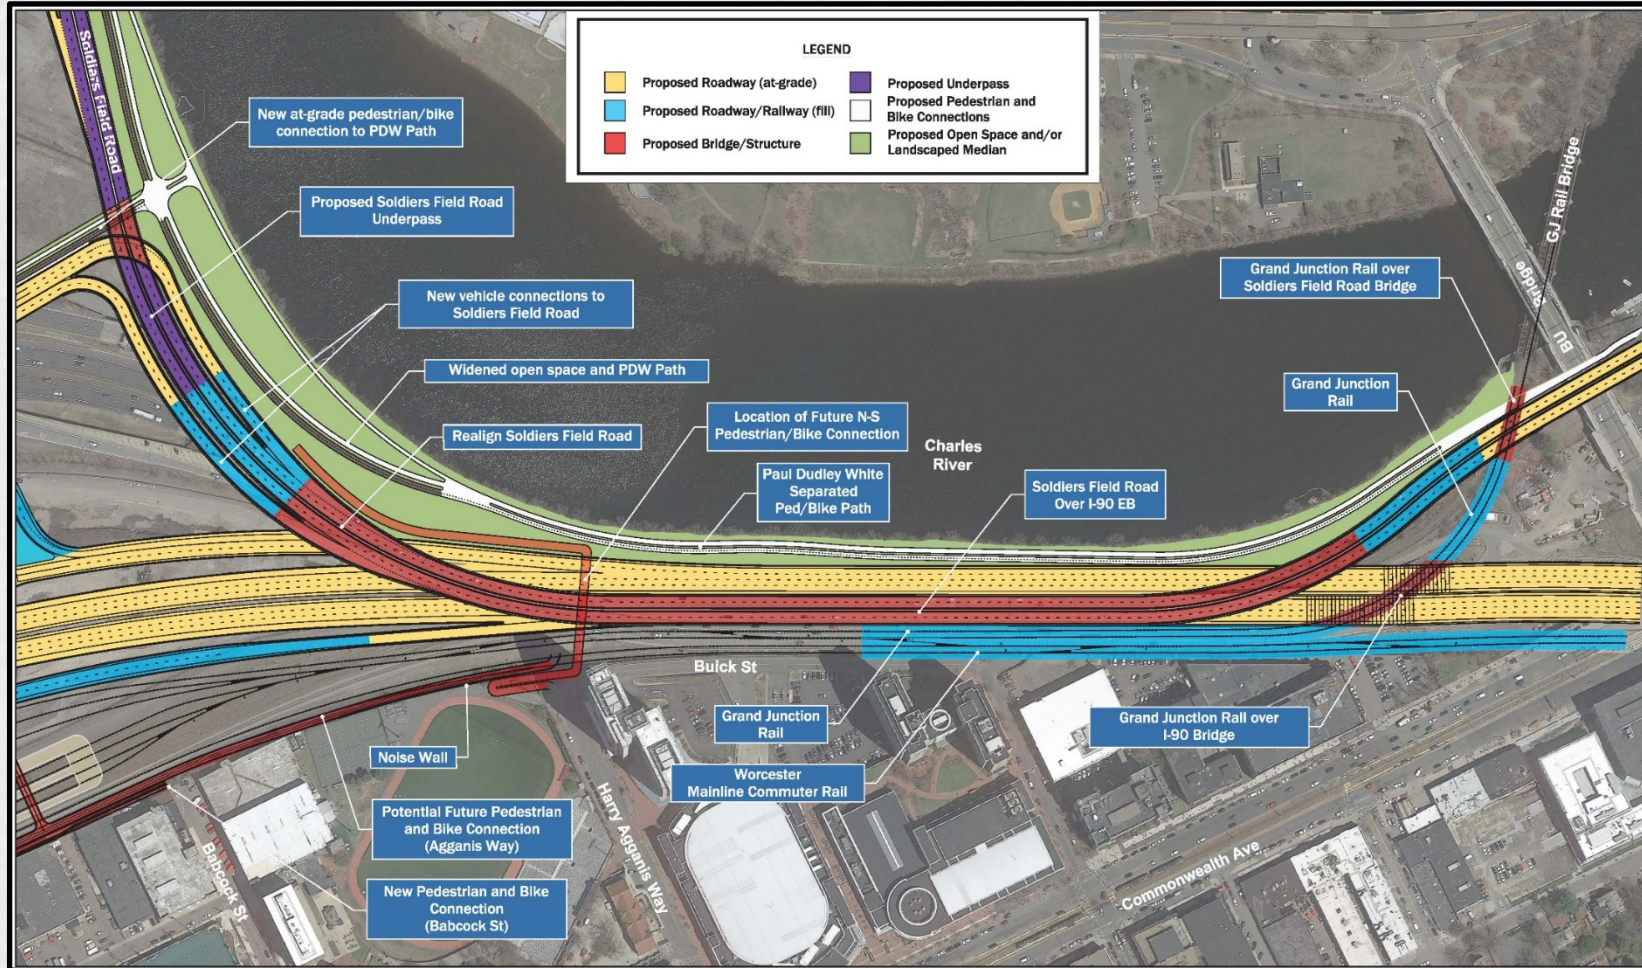 LEGEND
Proposed Roadway (at-grade)
Proposed Roadway/Railway (fill)
Proposed Bridge/Structure
Proposed Underpass
Proposed Pedestrian and
Bike Connections
Proposed Open Space and/or
Landscaped Median
Soldiers Field Road
New at-grade pedestrian/bike
connection to PDW Path
Proposed Soldiers Field Road
Underpass
New vehicle connections to
Soldiers Field Road
Widened open space and PDW Path
Realign Soldiers Field Road
Location of Future N-S
Pedestrian/Bike Connection
Paul Dudley White
Separated
Ped/Bike Path
Charles
River
Soldiers Field Road
Over I-90 EB
Grand Junction Rail over
Soldiers Field Road Bridge
Grand Junction
Rail
GJ Rail Bridge
BU Bridge
Buick St
Grand Junction
Rail
Worcester
Mainline Commuter Rail
Grand Junction Rail over
I-90 Bridge
Noise Wall
Potential Future Pedestrian
and Bike Connection
(Agganis Way)
New Pedestrian and Bike
Connection
(Babcock St)
Babcock St
Harry Agganis Way
Commonwealth Ave